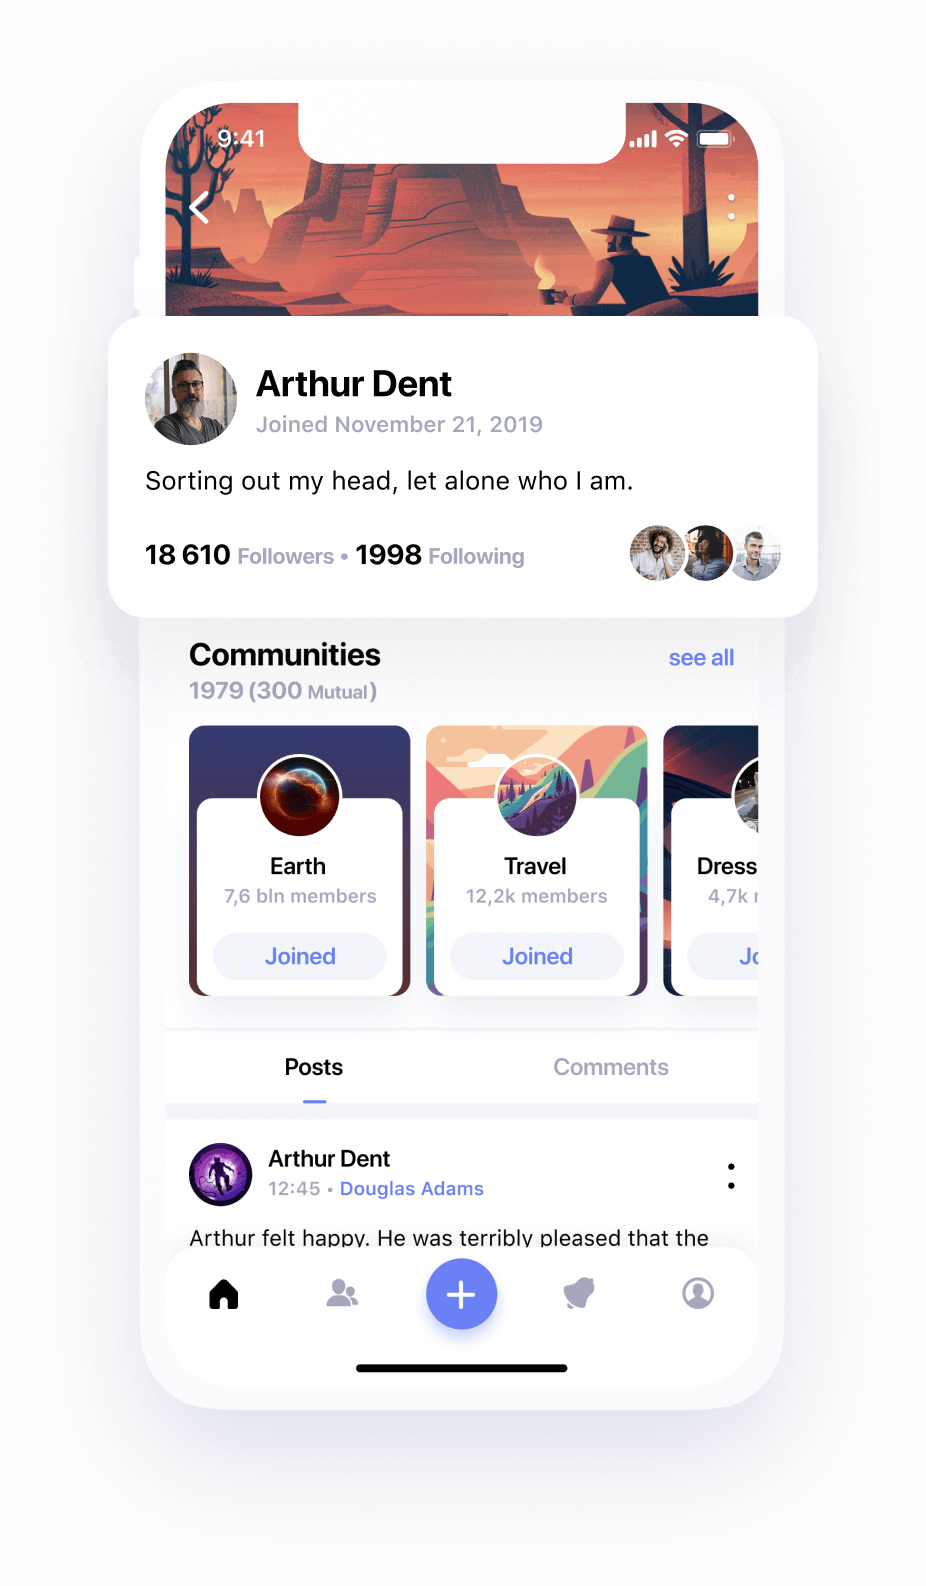 9:41
Arthur Dent
Joined November 21, 2019
Sorting out my head, let alone who I am.
18 610 Followers • 1998 Following
Communities
see all
1979 (300 Mutual)
Earth
7,6 bln members
Joined
Travel
12,2k members
Joined
Dress
4,7k
Posts
Comments
Arthur Dent
12:45 • Douglas Adams
Arthur felt happy. He was terribly pleased that the